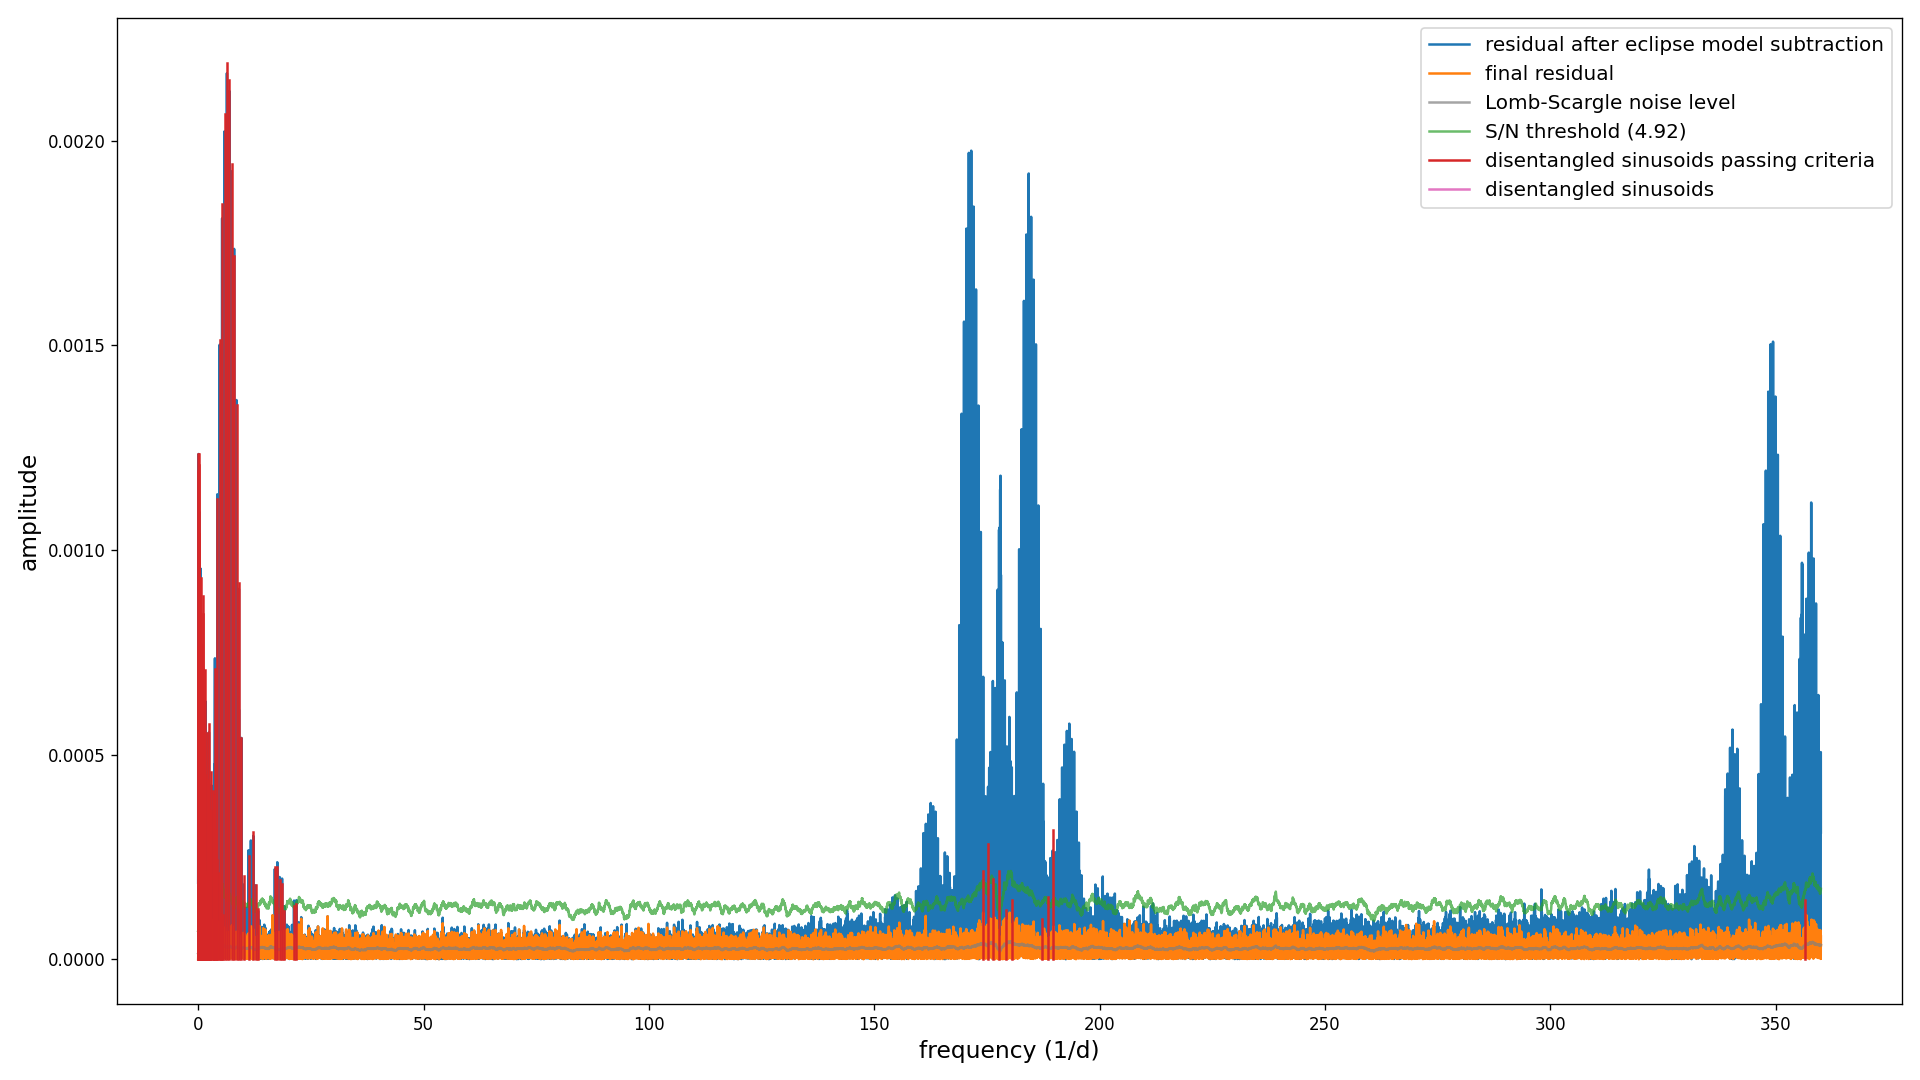 residual after eclipse model subtraction
final residual
Lomb-Scargle noise level
S/N threshold (4.92)
disentangled sinusoids passing criteria
disentangled sinusoids
amplitude
0.0020
0.0015
0.0010
0.0005
0.0000
0 50 100 150 200 250 300 350
frequency (1/d)